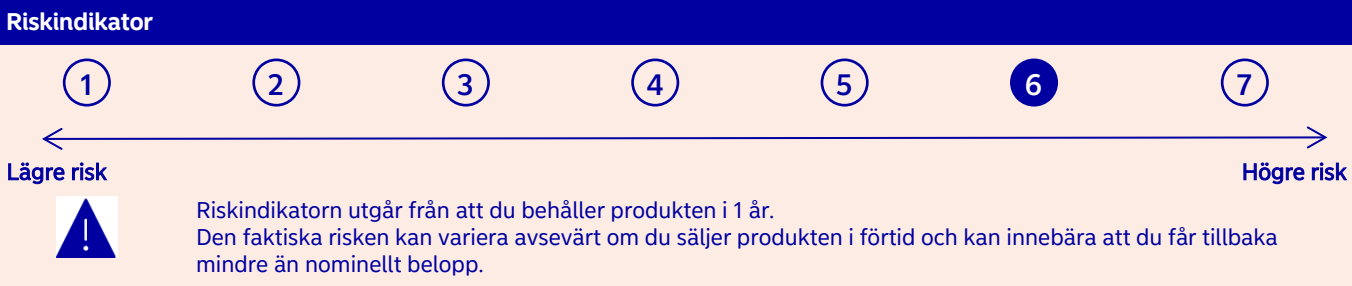 Riskindikator
1 2 3 4 5 6 7
Lägre risk Högre risk
Riskindikatorn utgår från att du behåller produkten i 1 år.
Den faktiska risken kan variera avsevärt om du säljer produkten i förtid och kan innebära att du får tillbaka
mindre än nominellt belopp.